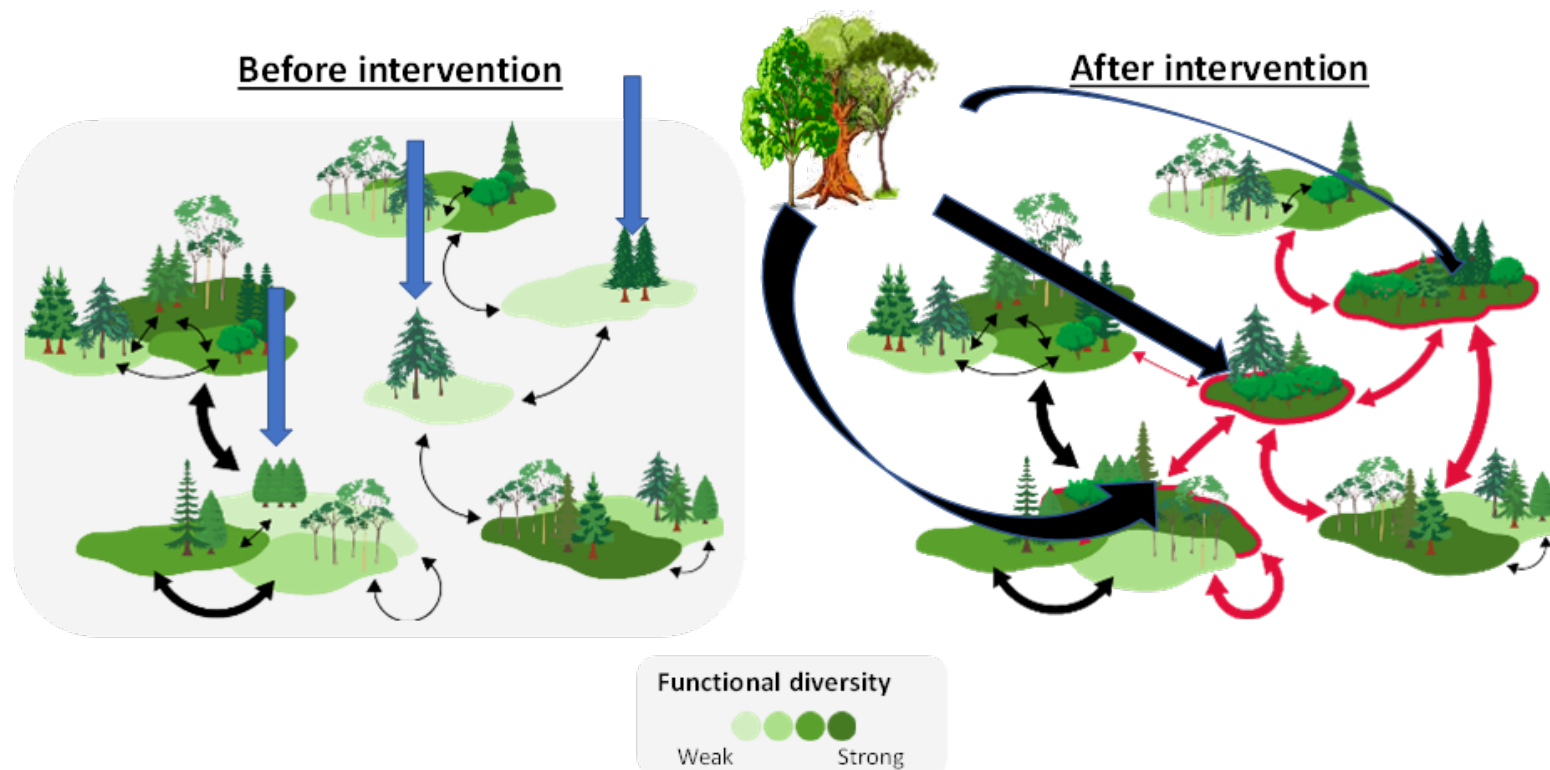 Before intervention
After intervention
Functional diversity
Weak
Strong